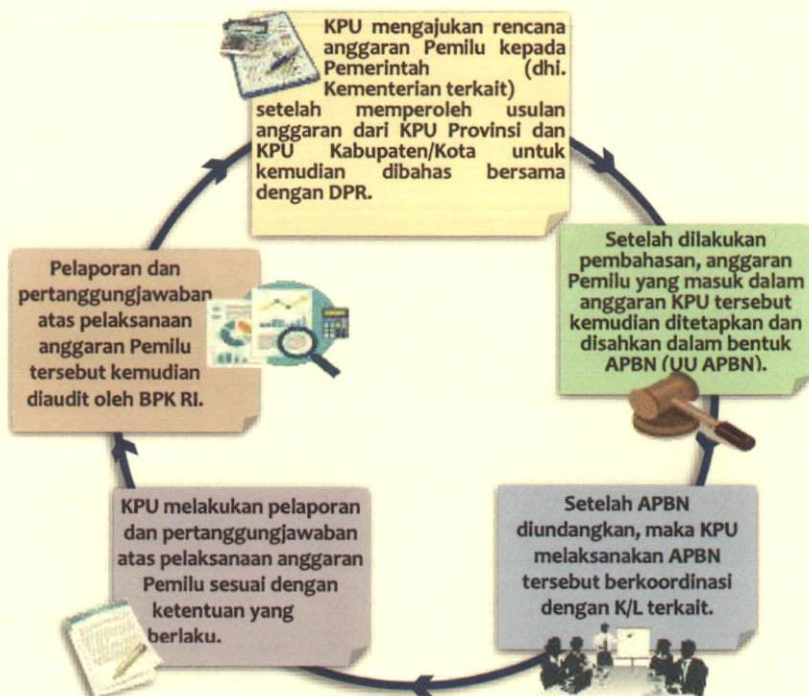 KPU mengajukan rencana
anggaran Pemilu kepada
Pemerintah (dhi.
Kementerian terkait)
setelah memperoleh usulan
anggaran dari KPU Provinsi dan
KPU Kabupaten/Kota untuk
kemudian dibahas bersama
dengan DPR.
Setelah dilakukan
pembahasan, anggaran
Pemilu yang masuk dalam
anggaran KPU tersebut
kemudian ditetapkan dan
disahkan dalam bentuk
APBN (UU APBN).
Setelah APBN
diundangkan, maka KPU
melaksanakan APBN
tersebut berkoordinasi
dengan K/L terkait.
KPU melakukan pelaporan
dan pertanggungjawaban
atas pelaksanaan anggaran
Pemilu sesuai dengan
ketentuan yang
berlaku.
Pelaporan dan
pertanggungjawaban
atas pelaksanaan
anggaran Pemilu
tersebut kemudian
diaudit oleh BPK RI.